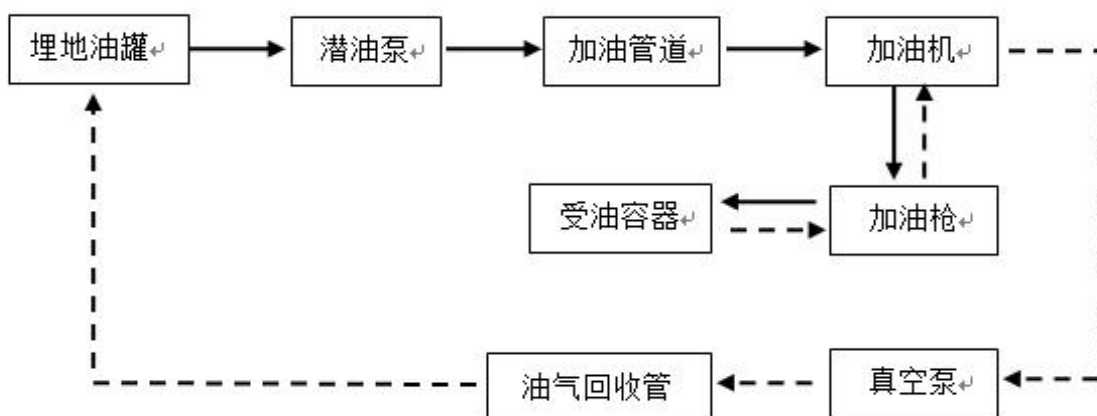 埋地油罐
潜油泵
加油管道
加油机
受油容器
加油枪
油气回收管
真空泵